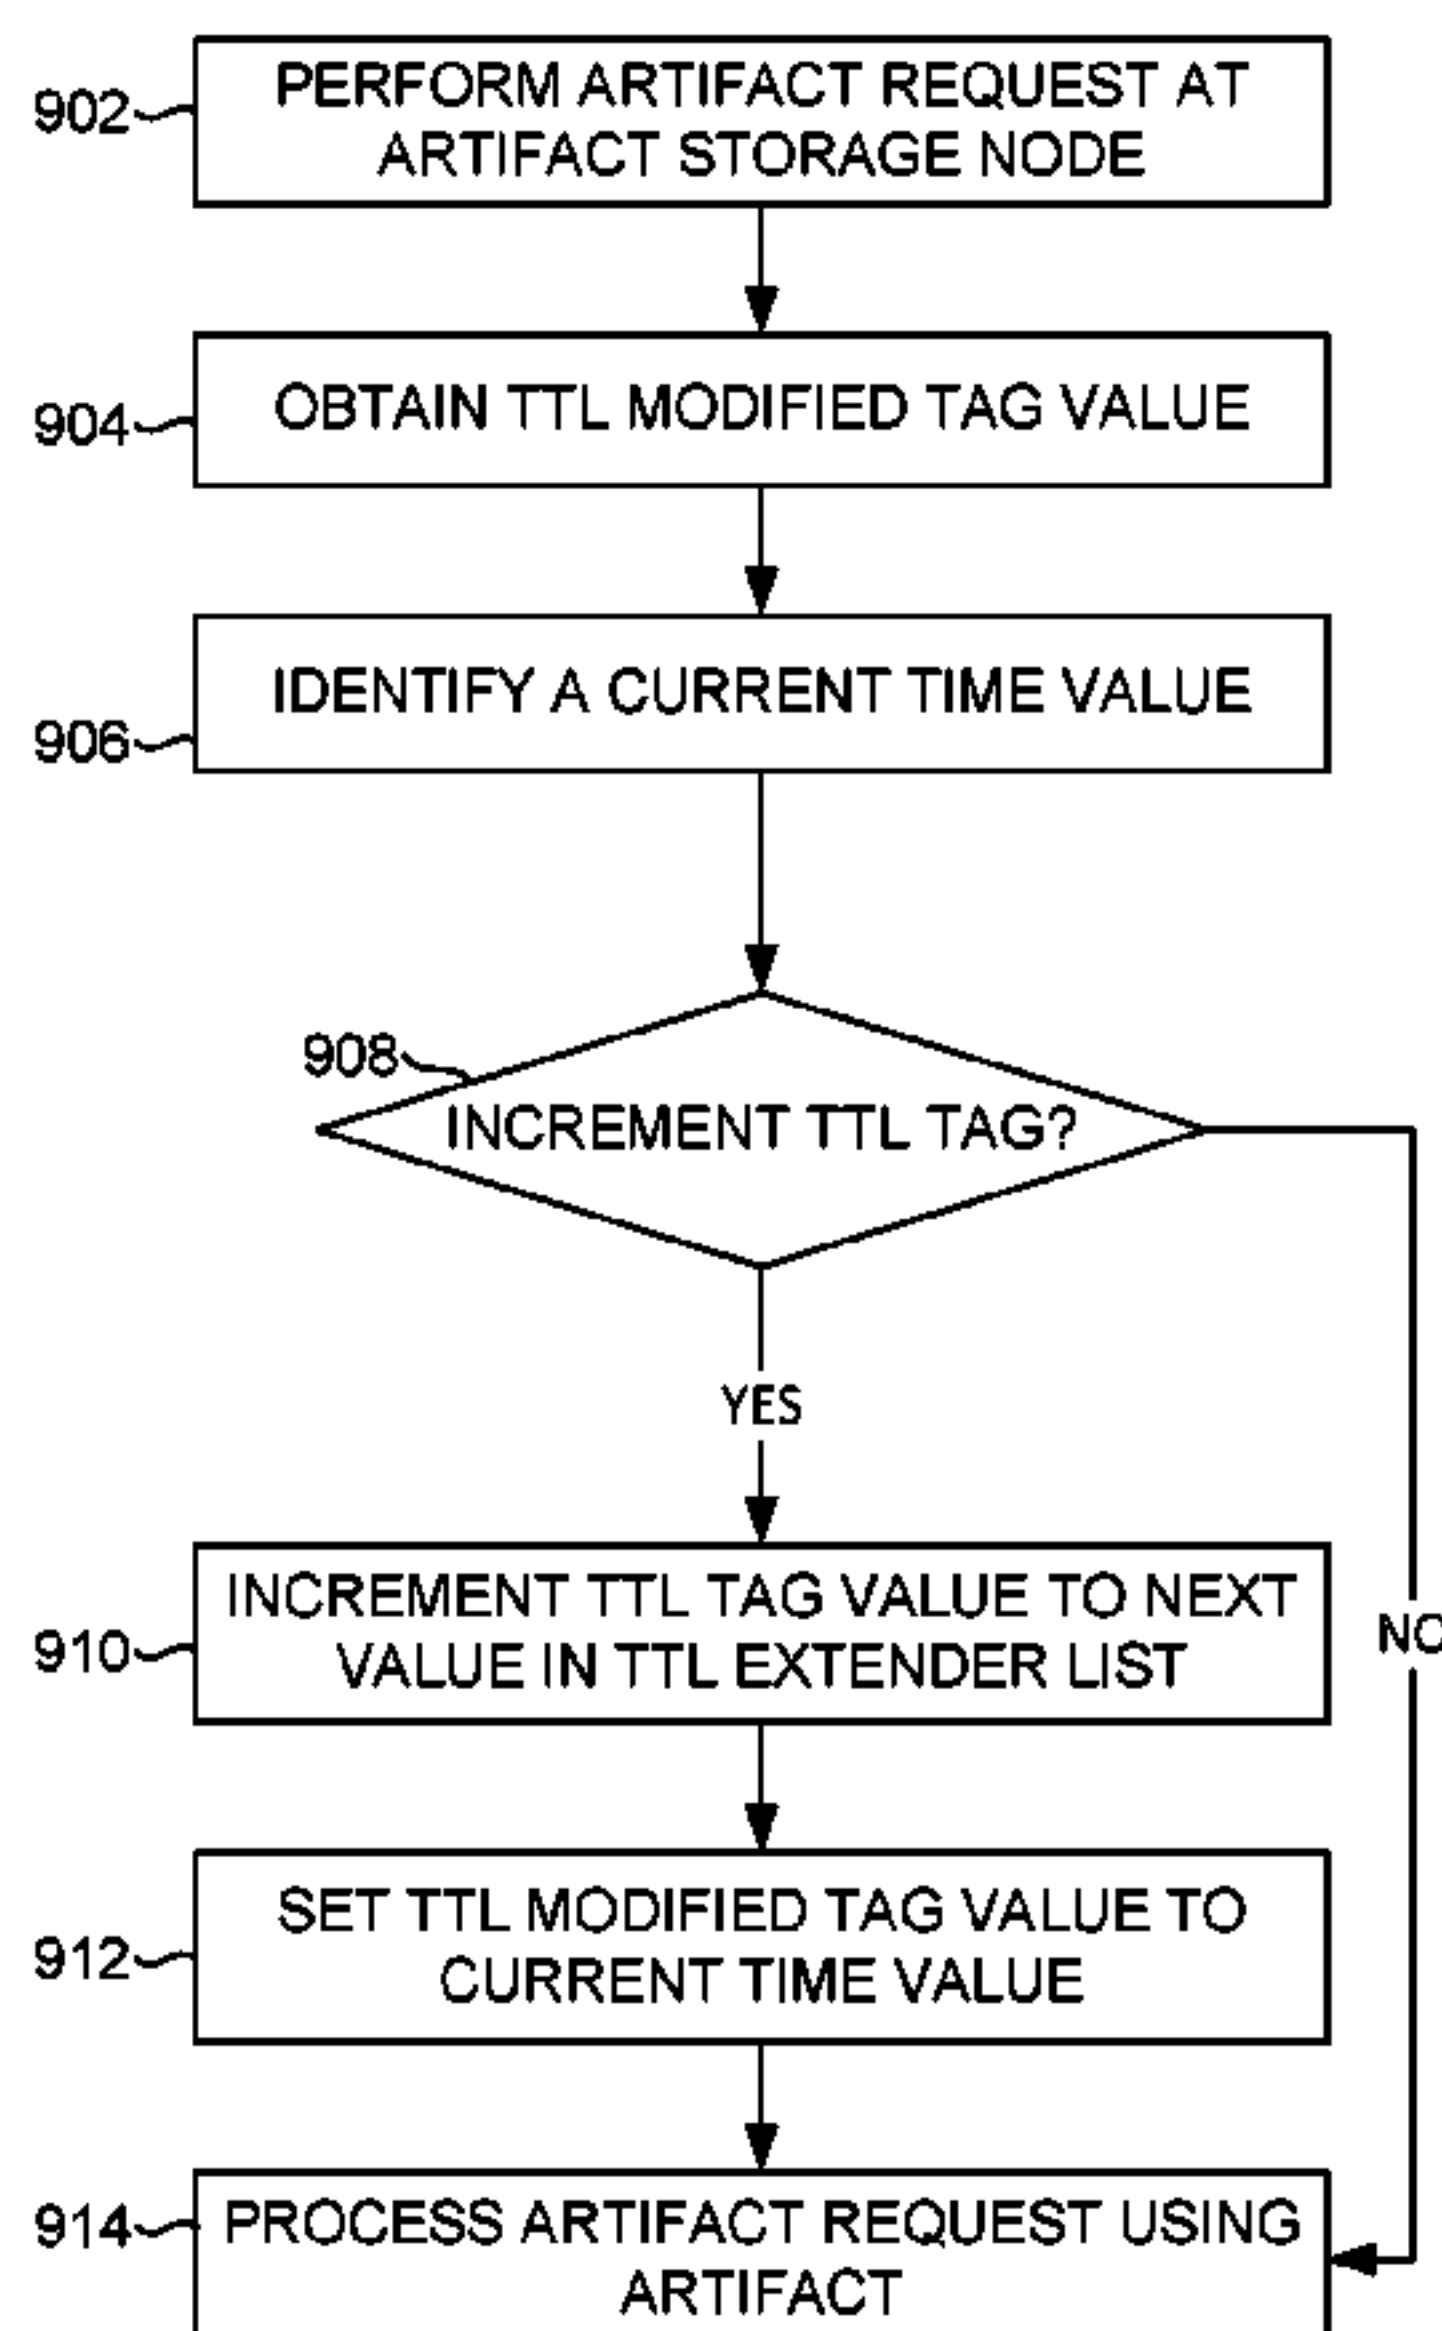 902
PERFORM ARTIFACT REQUEST AT
ARTIFACT STORAGE NODE
904
OBTAIN TTL MODIFIED TAG VALUE
IDENTIFY A CURRENT TIME VALUE
906
908
INCREMENT TTL TAG?
YES
INCREMENT TTL TAG VALUE TO NEXT
VALUE IN TTL EXTENDER LIST
910
NO
SET TTL MODIFIED TAG VALUE TO
CURRENT TIME VALUE
912
914
PROCESS ARTIFACT REQUEST USING
ARTIFACT